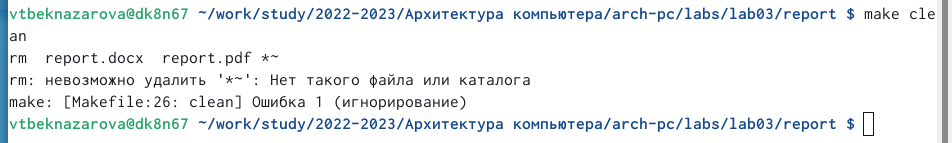 vtbeknazarova@dk8n67 ~/work/study/2022-2023/Архитектура компьютера/arch-pc/labs/lab03/report $ make cle
an
rm  report.docx  report.pdf *~
rm: невозможно удалить '*~': Нет такого файла или каталога
make: [Makefile:26: clean] Ошибка 1 (игнорирование)
vtbeknazarova@dk8n67 ~/work/study/2022-2023/Архитектура компьютера/arch-pc/labs/lab03/report $